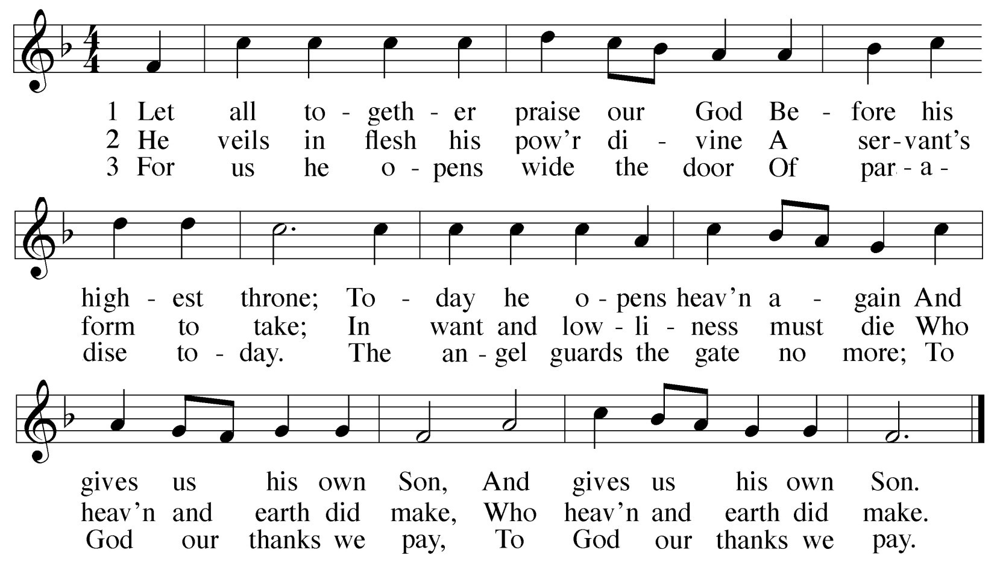 4
4
1 Let all to - geth - er praise our God Be - fore his
2 He veils in flesh his pow’r di - vine A ser - vant’s
3 For us he o - pens wide the door Of par - a -
high - est throne; To - day he o - pens heav’n a - gain And
form to take; In want and low - li - ness must die Who
dise to - day. The an - gel guards the gate no more; To
gives us his own Son, And gives us his own Son.
heav’n and earth did make, Who heav’n and earth did make.
God our thanks we pay, To God our thanks we pay.